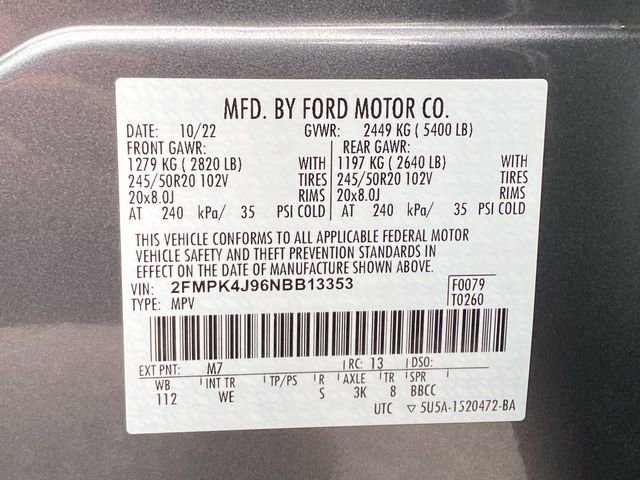 MFD. BY FORD MOTOR CO.
DATE: 10/22 GVWR: 2449 KG ( 5400 LB)
FRONT GAWR: REAR GAWR:
1279 KG ( 2820 LB) WITH 1197 KG ( 2640 LB) WITH
245/50R20 102V TIRES 245/50R20 102V TIRES
20x8.0J RIMS 20x8.0J RIMS
AT 240 kPa/ 35 PSI COLD AT 240 kPa/ 35 PSI COLD
THIS VEHICLE CONFORMS TO ALL APPLICABLE FEDERAL MOTOR
VEHICLE SAFETY AND THEFT PREVENTION STANDARDS IN
EFFECT ON THE DATE OF MANUFACTURE SHOWN ABOVE.
VIN: 2FMPK4J96NBB13353 F0079
TYPE: MPV T0260
EXT PNT: M7 RC: 13 DSO:
WB INT TR TP/PS R AXLE TR SPR
112 WE S 3K 8 BBCC
UTC ▽ 5U5A-1520472-BA